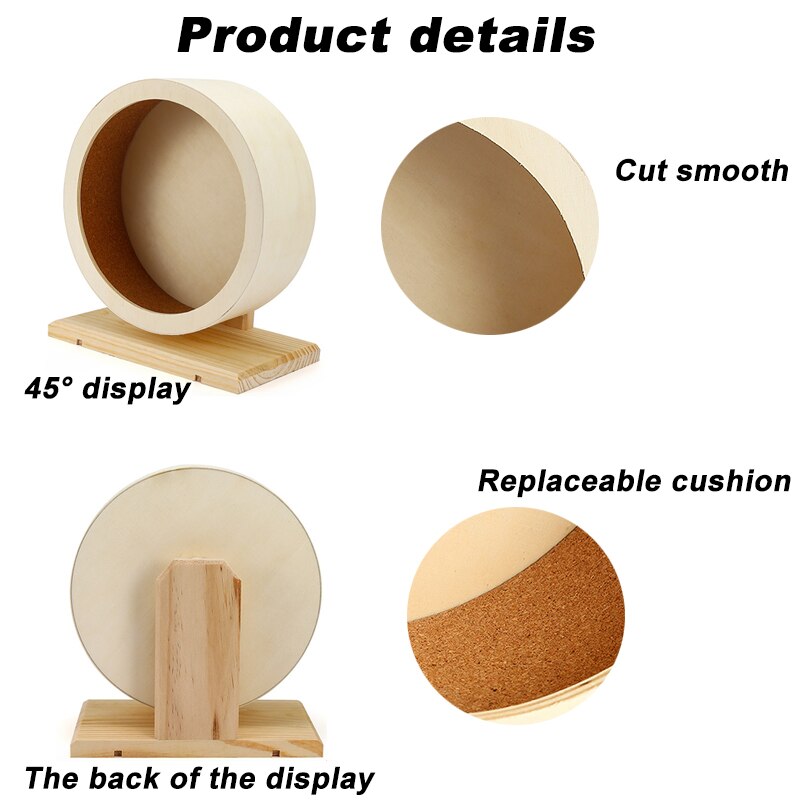 Product details
Cut smooth
45° display
Replaceable cushion
The back of the display